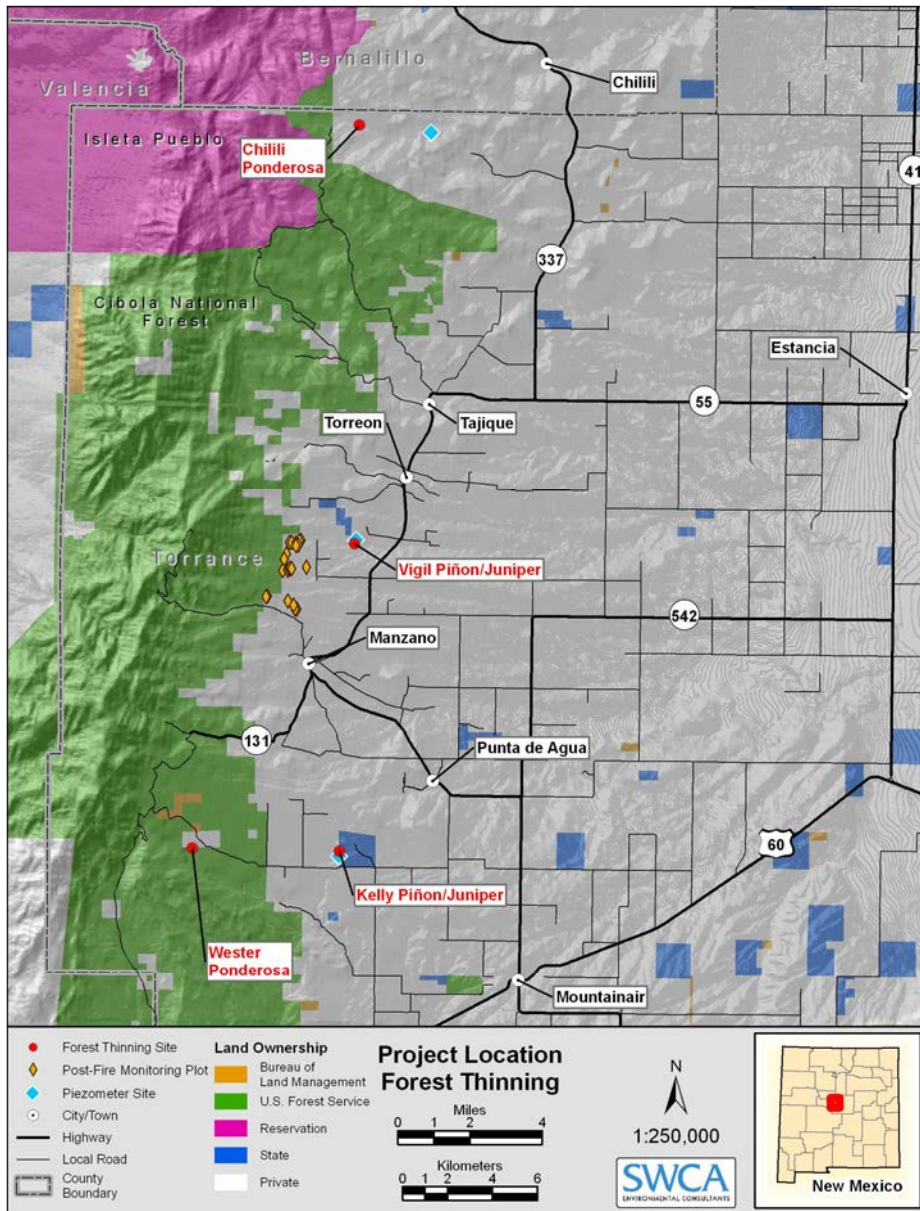 Bernalillo
Valencia
Chilili
Isleta Pueblo
Chilili
Ponderosa
41
337
Cibola National
Forest
Estancia
55
Torreon
Tajique
Torrance
Vigil Piñon/Juniper
542
Manzano
131
Punta de Agua
60
Kelly Piñon/Juniper
Wester
Ponderosa
Mountainair
Forest Thinning Site
Post-Fire Monitoring Plot
Piezometer Site
City/Town
Highway
Local Road
County
Boundary
Land Ownership
Bureau of
Land Management
U.S. Forest Service
Reservation
State
Private
Project Location
Forest Thinning
Miles
0 1 2 4
Kilometers
0 1 2 4 6
N
1:250,000
SWCA
ENVIRONMENTAL CONSULTANTS
New Mexico